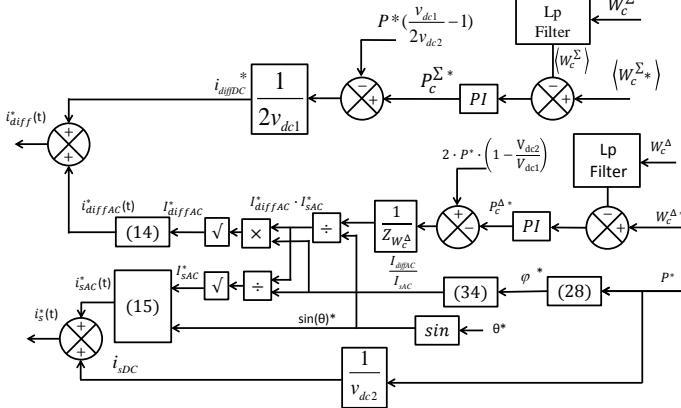 P*(v_dc1/2v_dc2 −1)
Lp Filter
W_c^Σ
i_diffDC*
1/2v_dc1
− +
P_c^Σ*
PI
⟨W_c^Σ⟩
− +
⟨W_c^Σ*⟩
i*_diff(t)
+ +
2·P*·(1−V_dc2/V_dc1)
Lp Filter
W_c^Δ
i*_diffAC(t)
I*_diffAC
I*_diffAC·I*_sAC
(14)
√
×
÷
1/Z_W_c^Δ
+ −
P_c^Δ*
PI
− +
W_c^Δ*
I_diffAC/I_sAC
i*_sAC(t)
I*_sAC
(15)
√
÷
(34)
φ*
(28)
P*
i*_s(t)
+ +
sin(θ)*
sin
θ*
i_sDC
1/v_dc2